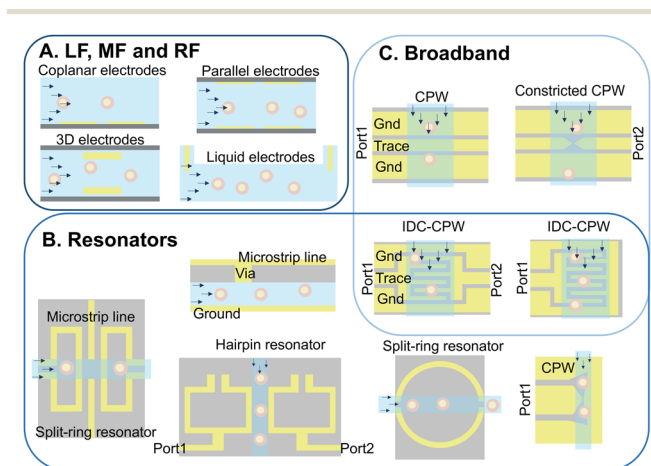 A. LF, MF and RF
Coplanar electrodes
Parallel electrodes
3D electrodes
Liquid electrodes
C. Broadband
CPW
Constricted CPW
Port1
Gnd
Trace
Gnd
Port2
IDC-CPW
IDC-CPW
Port1
Gnd
Trace
Gnd
Port2
Port1
B. Resonators
Microstrip line
Via
Ground
Microstrip line
Split-ring resonator
Hairpin resonator
Port1
Port2
Split-ring resonator
CPW
Port1